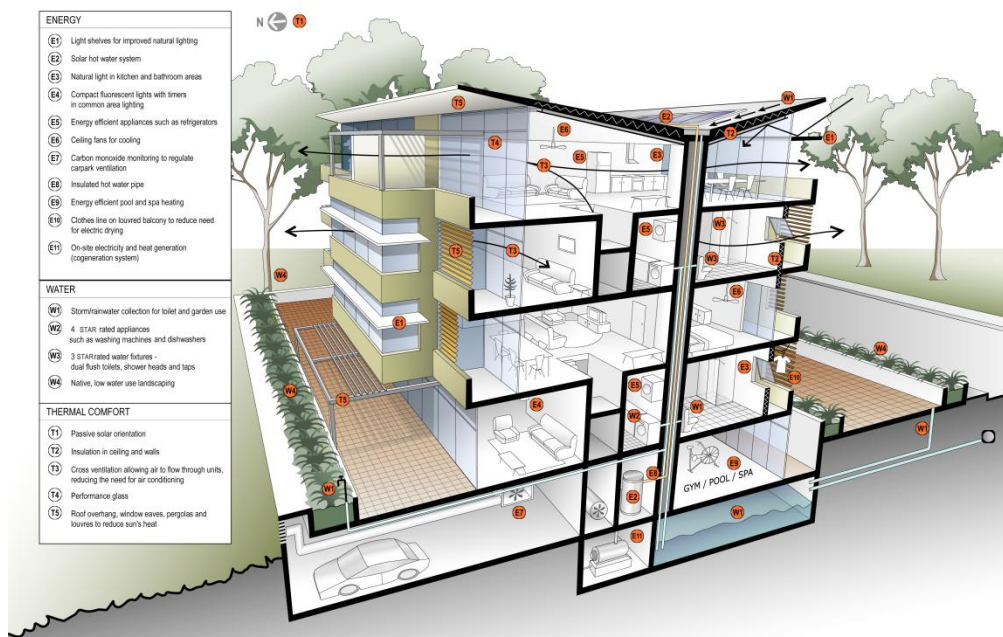 ENERGY
E1 Light shelves for improved natural lighting
E2 Solar hot water system
E3 Natural light in kitchen and bathroom areas
E4 Compact fluorescent lights with timers
in common area lighting
E5 Energy efficient appliances such as refrigerators
E6 Ceiling fans for cooling
E7 Carbon monoxide monitoring to regulate
carpark ventilation
E8 Insulated hot water pipe
E9 Energy efficient pool and spa heating
E10 Clothes line on louvred balcony to reduce need
for electric drying
E11 On-site electricity and heat generation
(cogeneration system)
WATER
W1 Storm/rainwater collection for toilet and garden use
W2 4 STAR rated appliances
such as washing machines and dishwashers
W3 3 STAR rated water fixtures -
dual flush toilets, shower heads and taps
W4 Native, low water use landscaping
THERMAL COMFORT
T1 Passive solar orientation
T2 Insulation in ceiling and walls
T3 Cross ventilation allowing air to flow through units,
reducing the need for air conditioning
T4 Performance glass
T5 Roof overhang, window eaves, pergolas and
louvres to reduce sun's heat
N T1
T5
E2
W1
E6
T4
T2
E1
T3
E5
E3
E5
W3
T5
T3
W3
T2
W4
E6
E1
W4
E3
E10
E5
W4
T5
E4
W2
W1
W1
E9
GYM / POOL / SPA
E8
W1
E2
E7
W1
E11